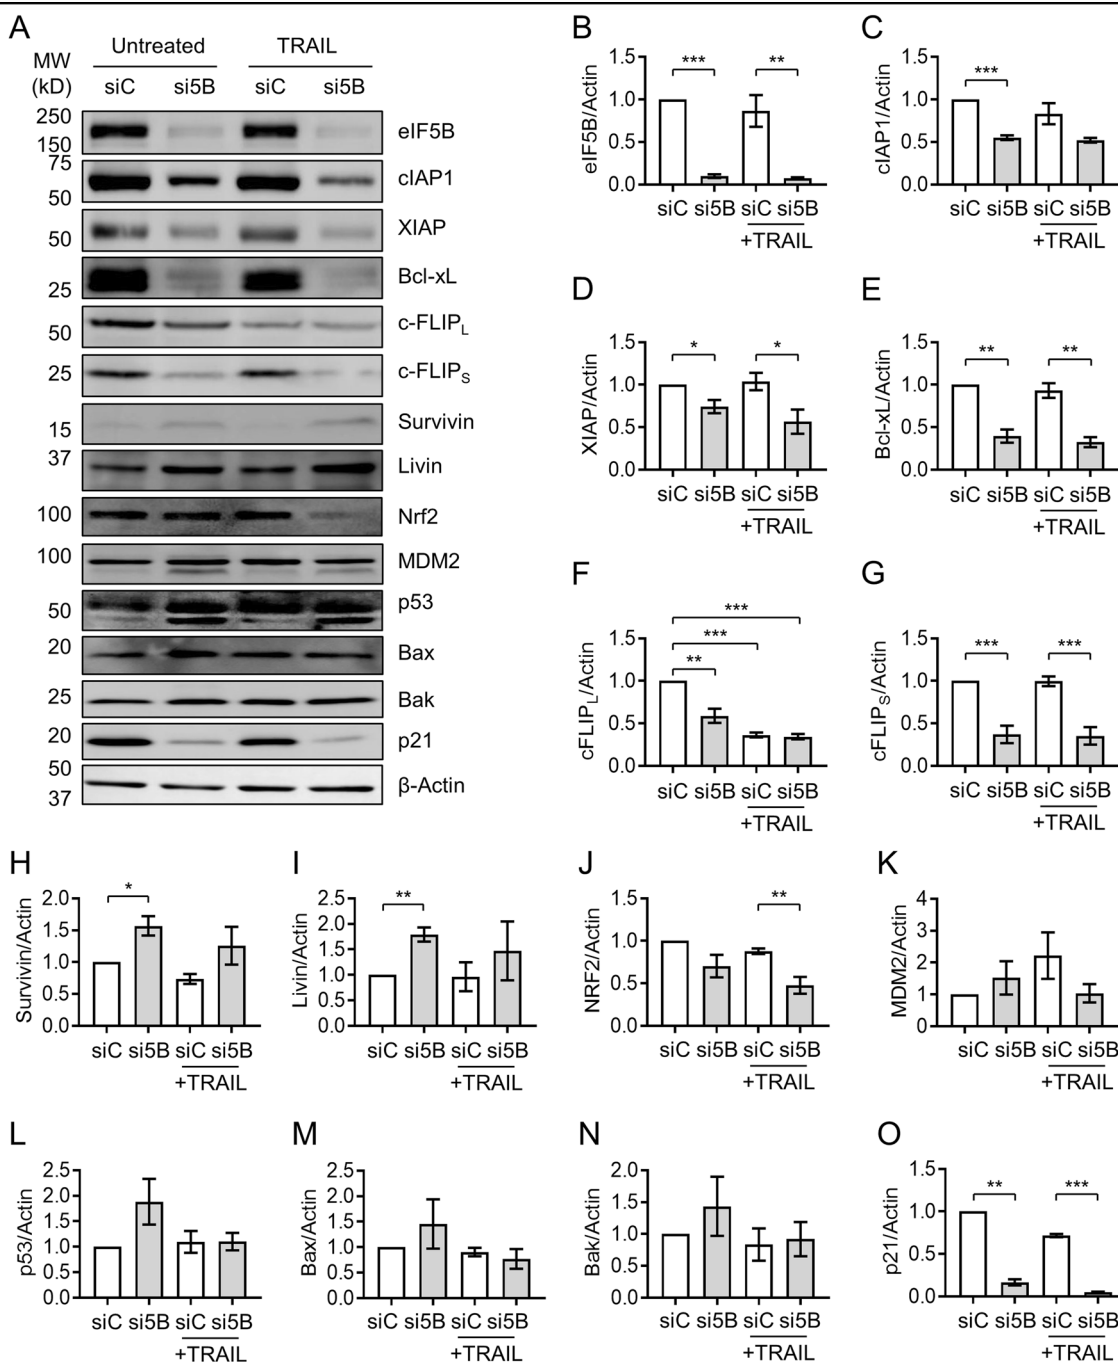 A
Untreated TRAIL
MW
(kD) siC si5B siC si5B
250
150 eIF5B
75
50 cIAP1
50 XIAP
25 Bcl-xL
50 c-FLIPL
25 c-FLIPS
15 Survivin
37 Livin
100 Nrf2
100 MDM2
50 p53
20 Bax
25 Bak
20 p21
50
37 β-Actin
B
eIF5B/Actin
1.5
1.0
0.5
0.0
*** **
siC si5B siC si5B
+TRAIL
C
cIAP1/Actin
1.5
1.0
0.5
0.0
***
siC si5B siC si5B
+TRAIL
D
XIAP/Actin
1.5
1.0
0.5
0.0
* *
siC si5B siC si5B
+TRAIL
E
Bcl-xL/Actin
1.5
1.0
0.5
0.0
** **
siC si5B siC si5B
+TRAIL
F
cFLIPL/Actin
1.5
1.0
0.5
0.0
***
***
**
siC si5B siC si5B
+TRAIL
G
cFLIPS/Actin
1.5
1.0
0.5
0.0
*** ***
siC si5B siC si5B
+TRAIL
H
Survivin/Actin
2.0
1.5
1.0
0.5
0.0
*
siC si5B siC si5B
+TRAIL
I
Livin/Actin
2.5
2.0
1.5
1.0
0.5
0.0
**
siC si5B siC si5B
+TRAIL
J
NRF2/Actin
1.5
1.0
0.5
0.0
**
siC si5B siC si5B
+TRAIL
K
MDM2/Actin
4
3
2
1
0
siC si5B siC si5B
+TRAIL
L
p53/Actin
2.5
2.0
1.5
1.0
0.5
0.0
siC si5B siC si5B
+TRAIL
M
Bax/Actin
2.5
2.0
1.5
1.0
0.5
0.0
siC si5B siC si5B
+TRAIL
N
Bak/Actin
2.0
1.5
1.0
0.5
0.0
siC si5B siC si5B
+TRAIL
O
p21/Actin
1.5
1.0
0.5
0.0
** ***
siC si5B siC si5B
+TRAIL